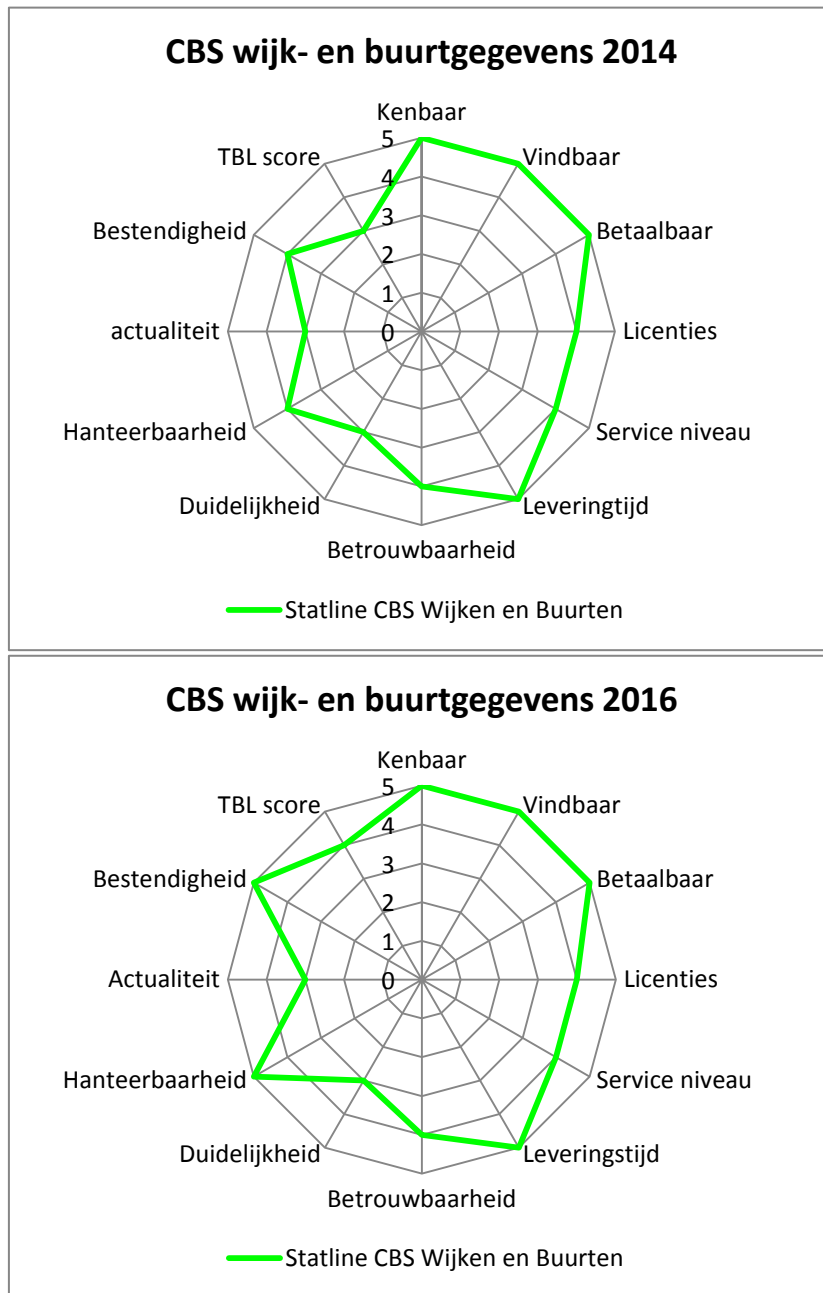 CBS wijk- en buurtgegevens 2014
Kenbaar
TBL score
5
Vindbaar
4
Bestendigheid
3
Betaalbaar
2
1
actualiteit
0
Licenties
Hanteerbaarheid
Service niveau
Duidelijkheid
Leveringtijd
Betrouwbaarheid
Statline CBS Wijken en Buurten
CBS wijk- en buurtgegevens 2016
Kenbaar
TBL score
5
Vindbaar
4
Bestendigheid
3
Betaalbaar
2
1
Actualiteit
0
Licenties
Hanteerbaarheid
Service niveau
Duidelijkheid
Leveringstijd
Betrouwbaarheid
Statline CBS Wijken en Buurten